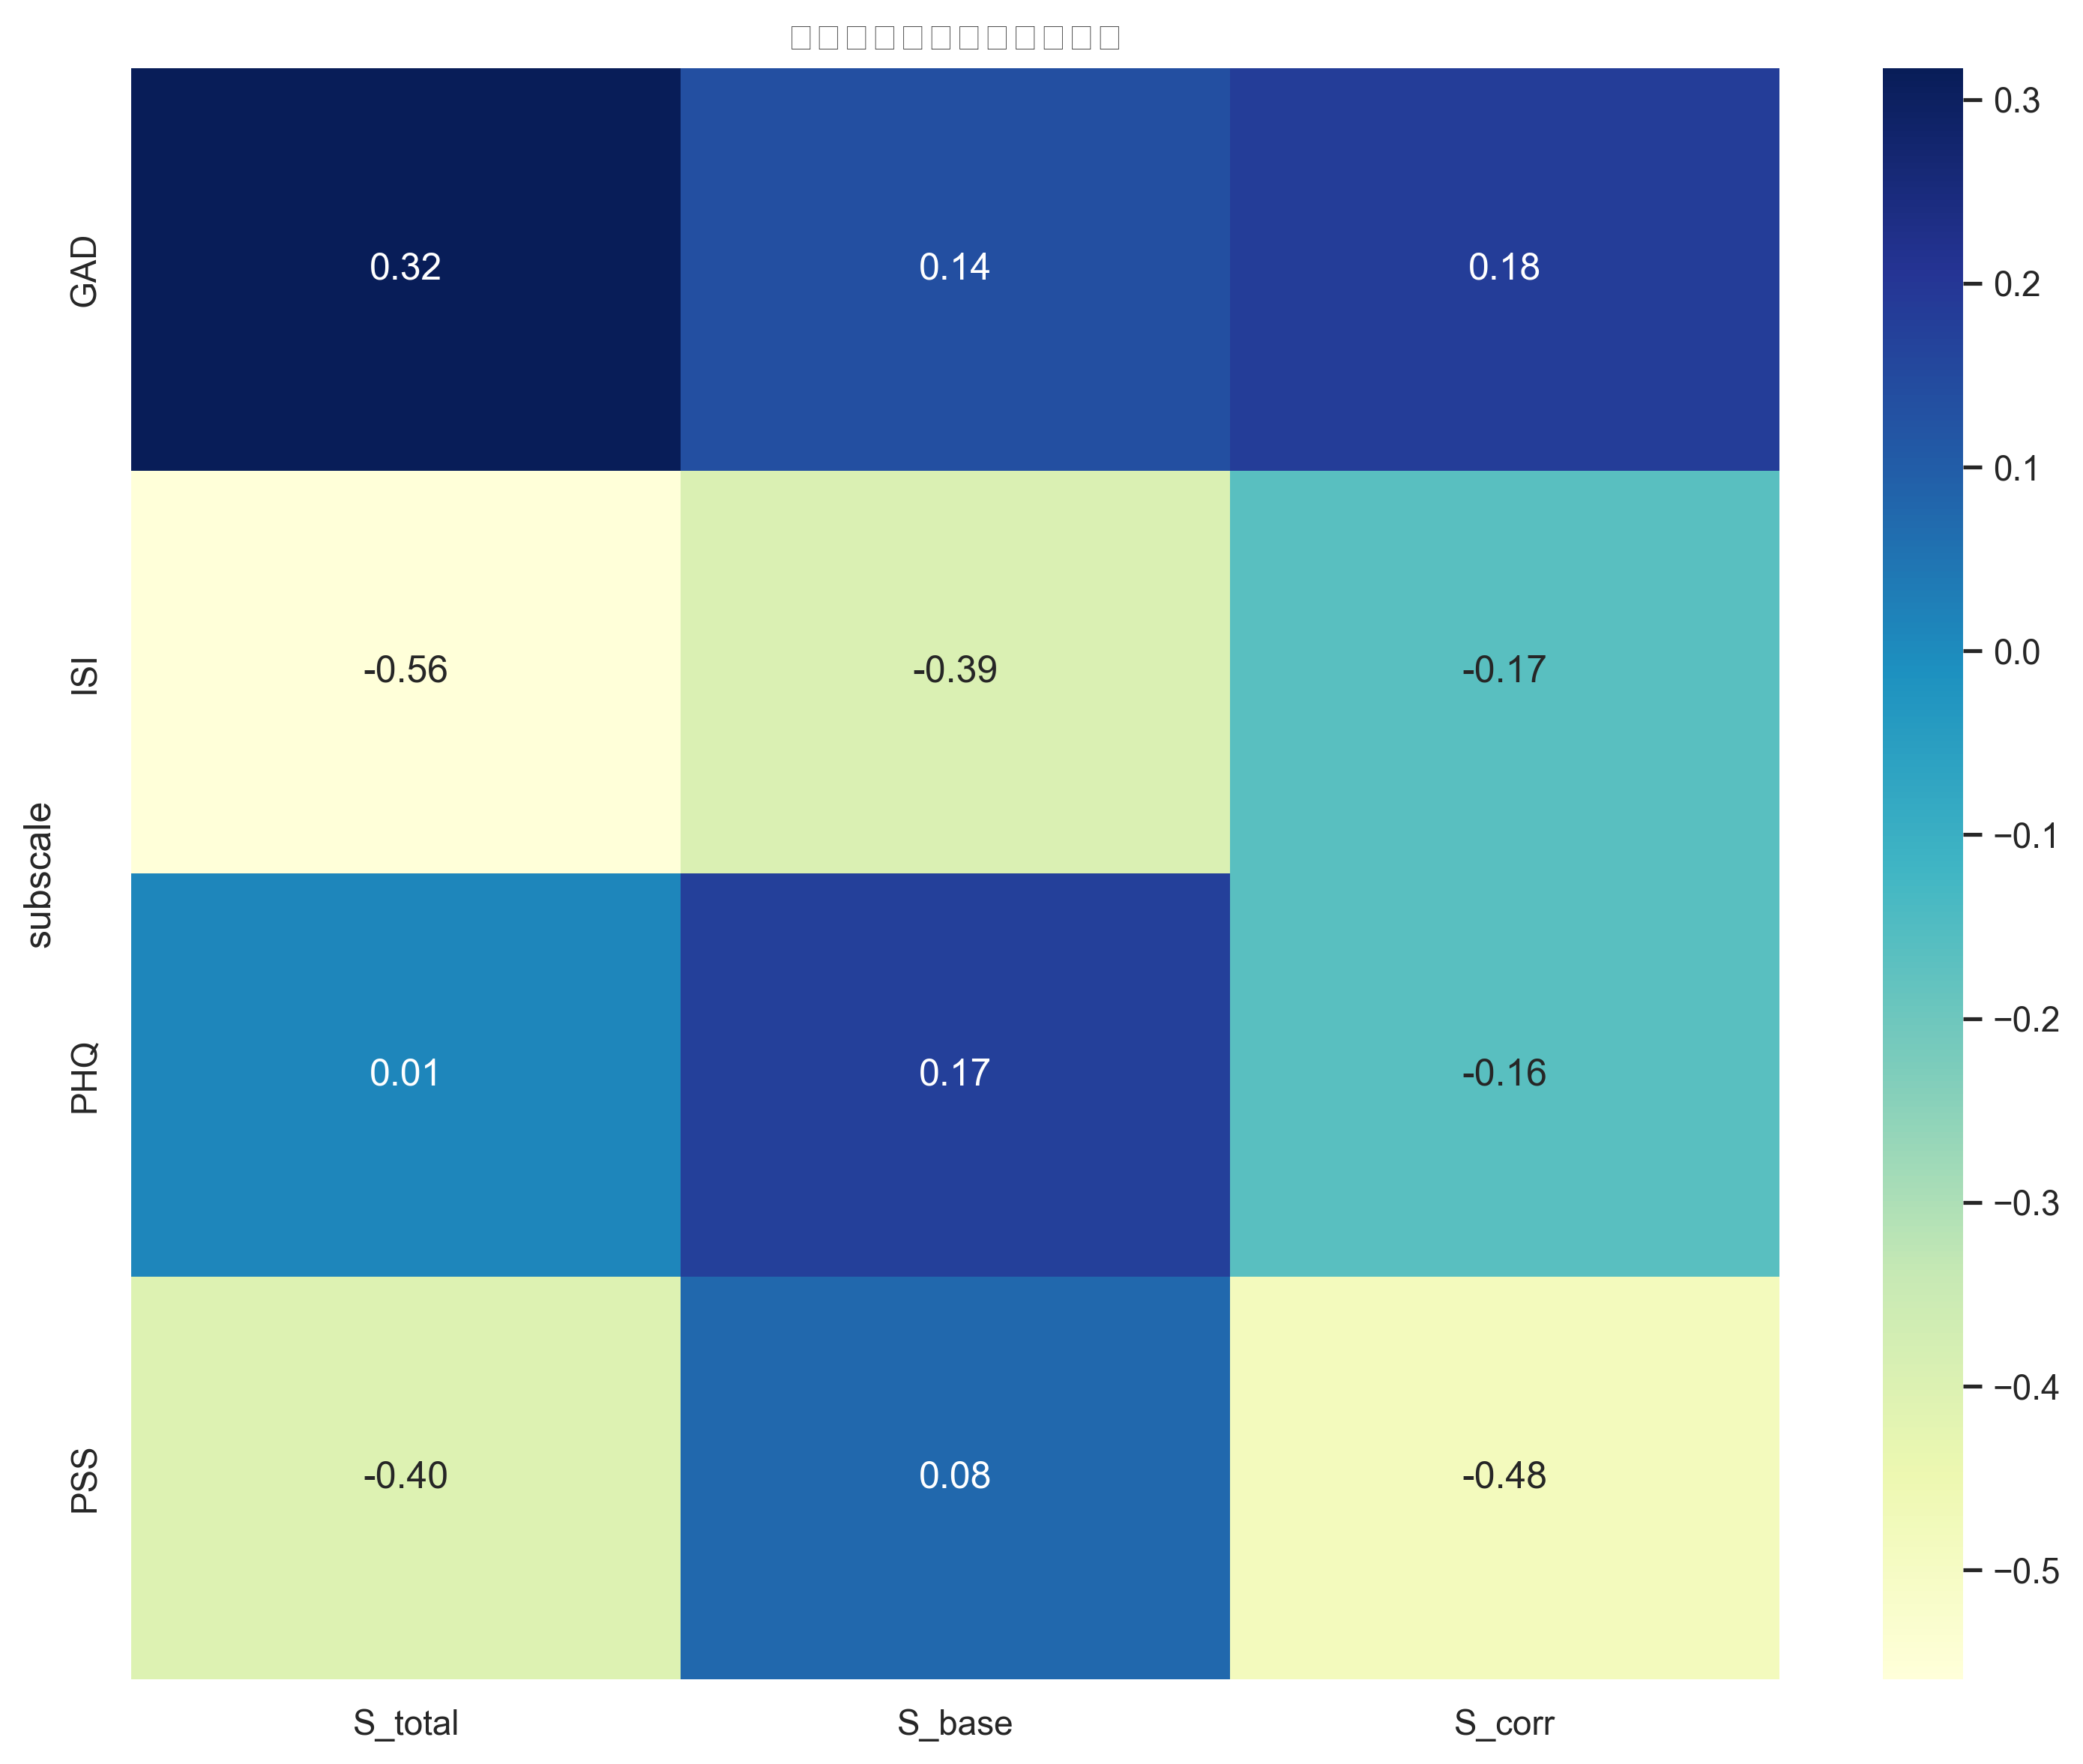 GAD 0.32 0.14 0.18
ISI -0.56 -0.39 -0.17
subscale
PHQ 0.01 0.17 -0.16
PSS -0.40 0.08 -0.48
S_total S_base S_corr
0.3
0.2
0.1
0.0
−0.1
−0.2
−0.3
−0.4
−0.5